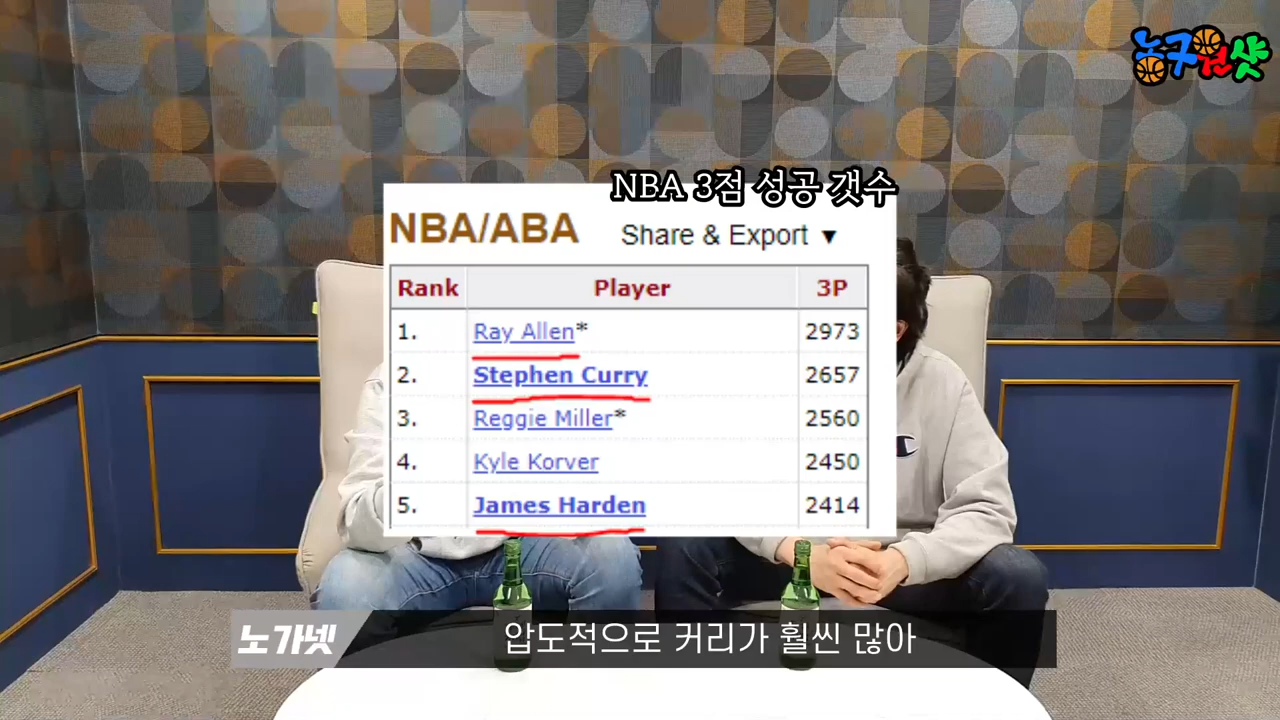 농구원샷
NBA 3점 성공 갯수
NBA/ABA Share & Export ▼
Rank Player 3P
1. Ray Allen* 2973
2. Stephen Curry 2657
3. Reggie Miller* 2560
4. Kyle Korver 2450
5. James Harden 2414
노가넷 압도적으로 커리가 훨씬 많아